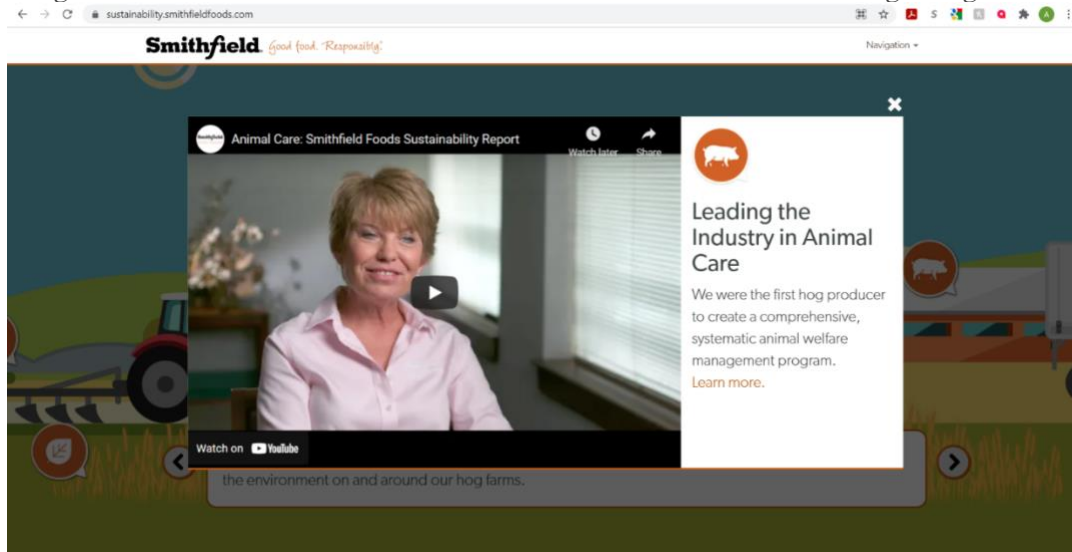 sustainability.smithfieldfoods.com
Smithfield. Good food. Responsibly.®
Navigation
Animal Care: Smithfield Foods Sustainability Report
Watch later
Share
Leading the
Industry in Animal
Care
We were the first hog producer
to create a comprehensive,
systematic animal welfare
management program.
Learn more.
Watch on YouTube
the environment on and around our hog farms.